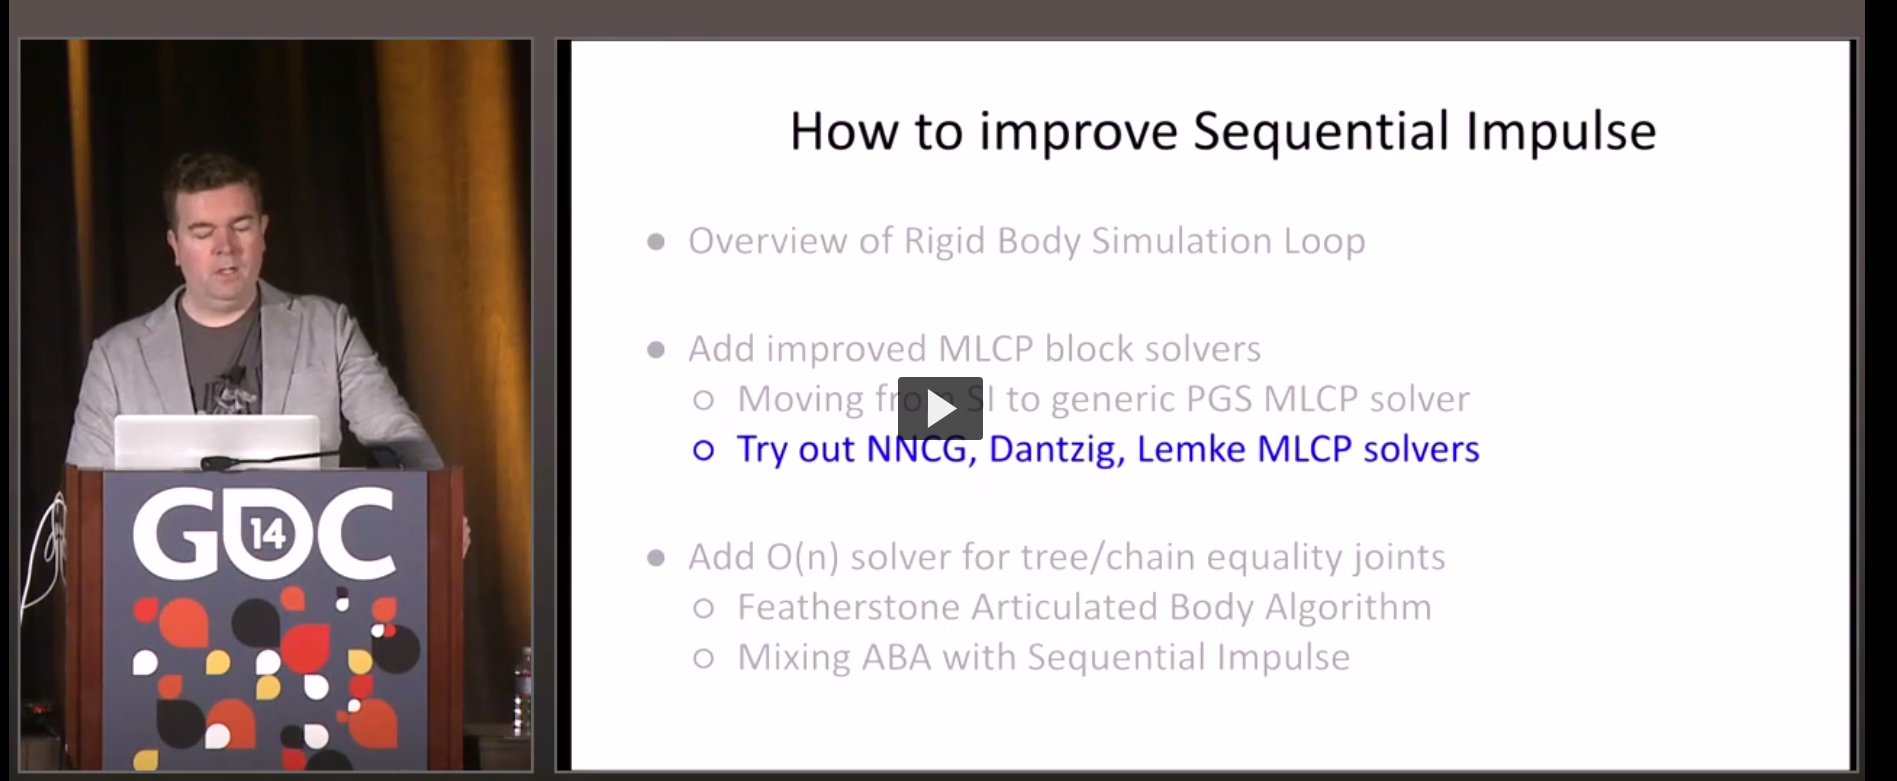 How to improve Sequential Impulse
Overview of Rigid Body Simulation Loop
Add improved MLCP block solvers
Moving from SI to generic PGS MLCP solver
Try out NNCG, Dantzig, Lemke MLCP solvers
Add O(n) solver for tree/chain equality joints
Featherstone Articulated Body Algorithm
Mixing ABA with Sequential Impulse
GDC
14